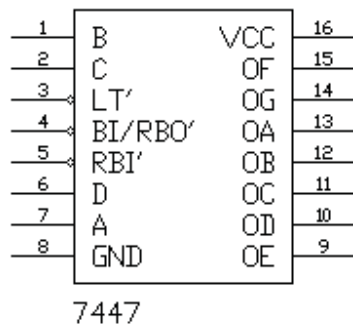 1 B VCC 16
2 C OF 15
3 LT' OG 14
4 BI/RBO' OA 13
5 RBI' OB 12
6 D OC 11
7 A OD 10
8 GND OE 9
7447